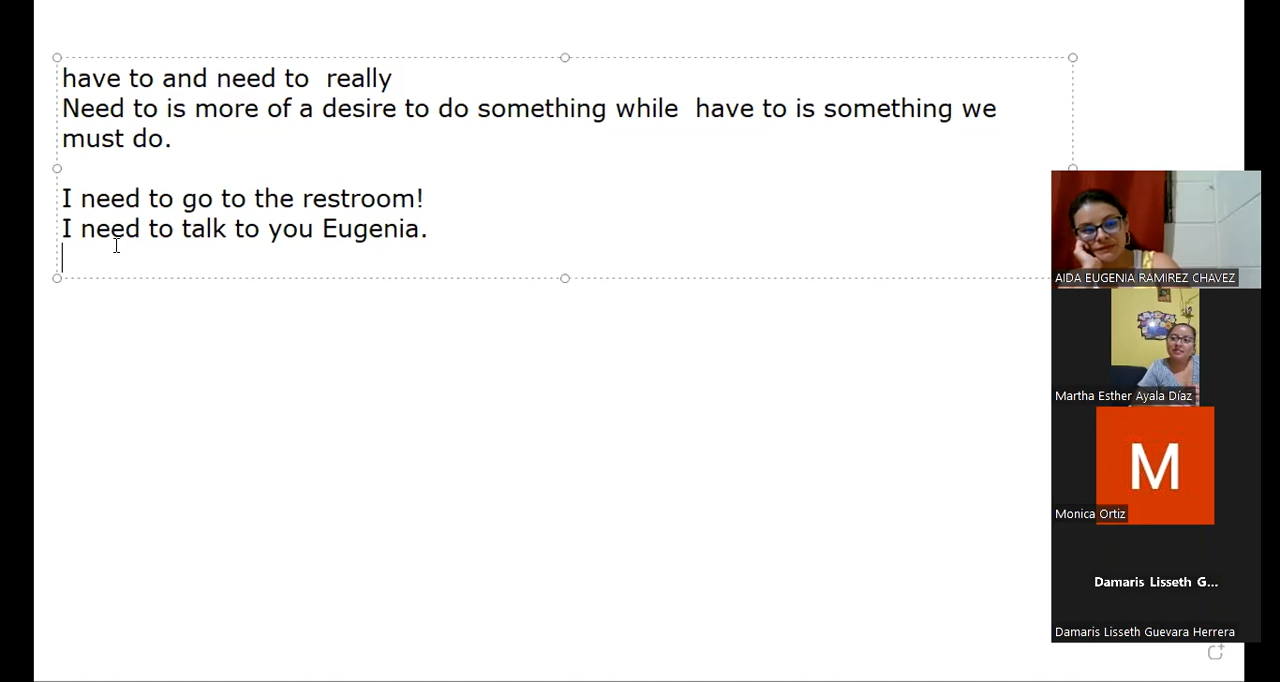 have to and need to  really
Need to is more of a desire to do something while  have to is something we
must do.
I need to go to the restroom!
I need to talk to you Eugenia.
AIDA EUGENIA RAMIREZ CHAVEZ
Martha Esther Ayala Díaz
M
Monica Ortiz
Damaris Lisseth G...
Damaris Lisseth Guevara Herrera